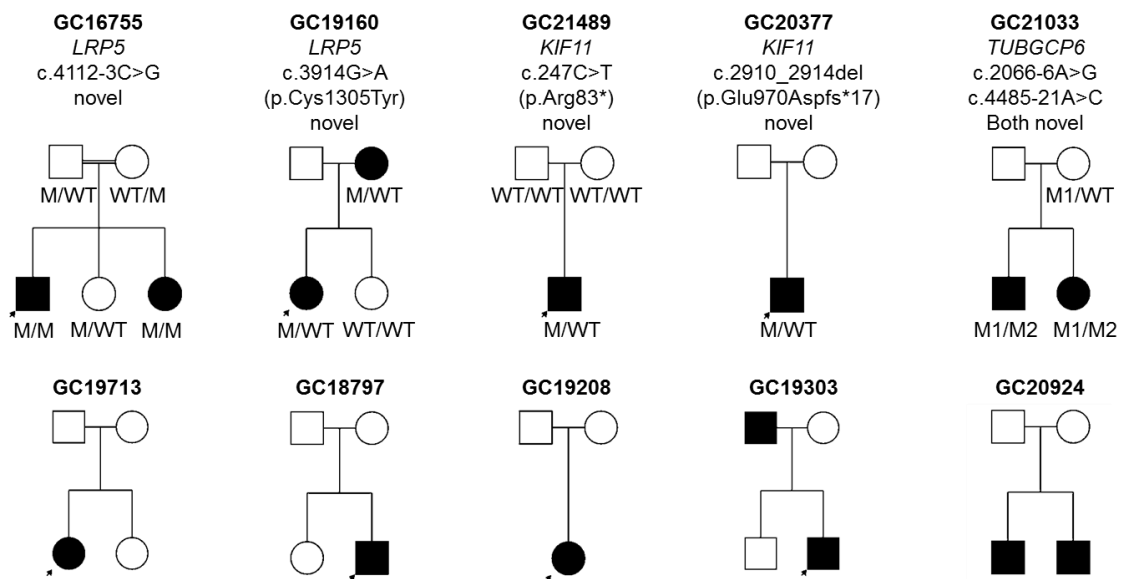 GC16755
LRP5
c.4112-3C>G
novel
M/WT WT/M
M/M M/WT M/M
GC19160
LRP5
c.3914G>A
(p.Cys1305Tyr)
novel
M/WT
M/WT WT/WT
GC21489
KIF11
c.247C>T
(p.Arg83*)
novel
WT/WT WT/WT
M/WT
GC20377
KIF11
c.2910_2914del
(p.Glu970Aspfs*17)
novel
M/WT
GC21033
TUBGCP6
c.2066-6A>G
c.4485-21A>C
Both novel
M1/WT
M1/M2 M1/M2
GC19713
GC18797
GC19208
GC19303
GC20924